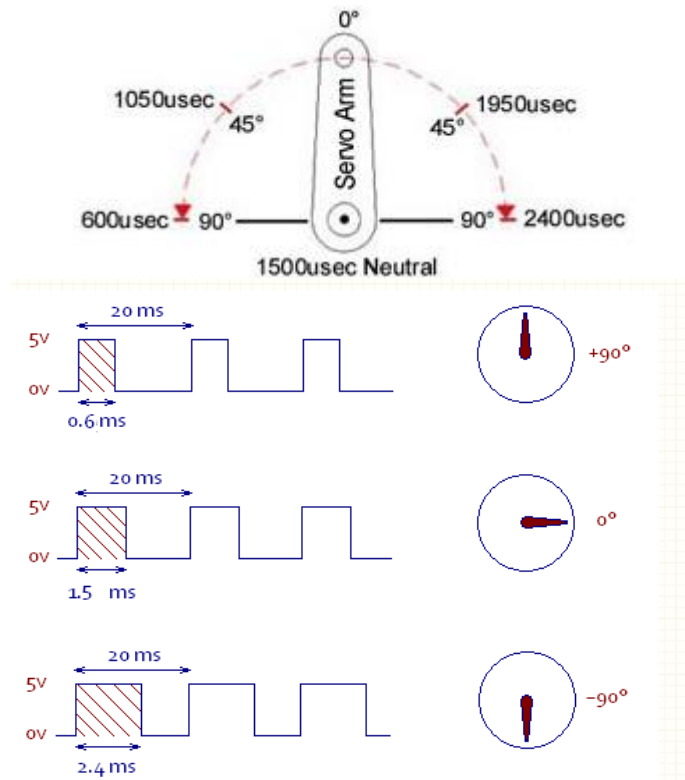 0°
1050usec 1950usec
45° 45°
Servo Arm
600usec 90° 90° 2400usec
1500usec Neutral
20 ms
5V
+90°
0V
0.6 ms
20 ms
5V
0°
0V
1.5 ms
20 ms
5V
-90°
0V
2.4 ms